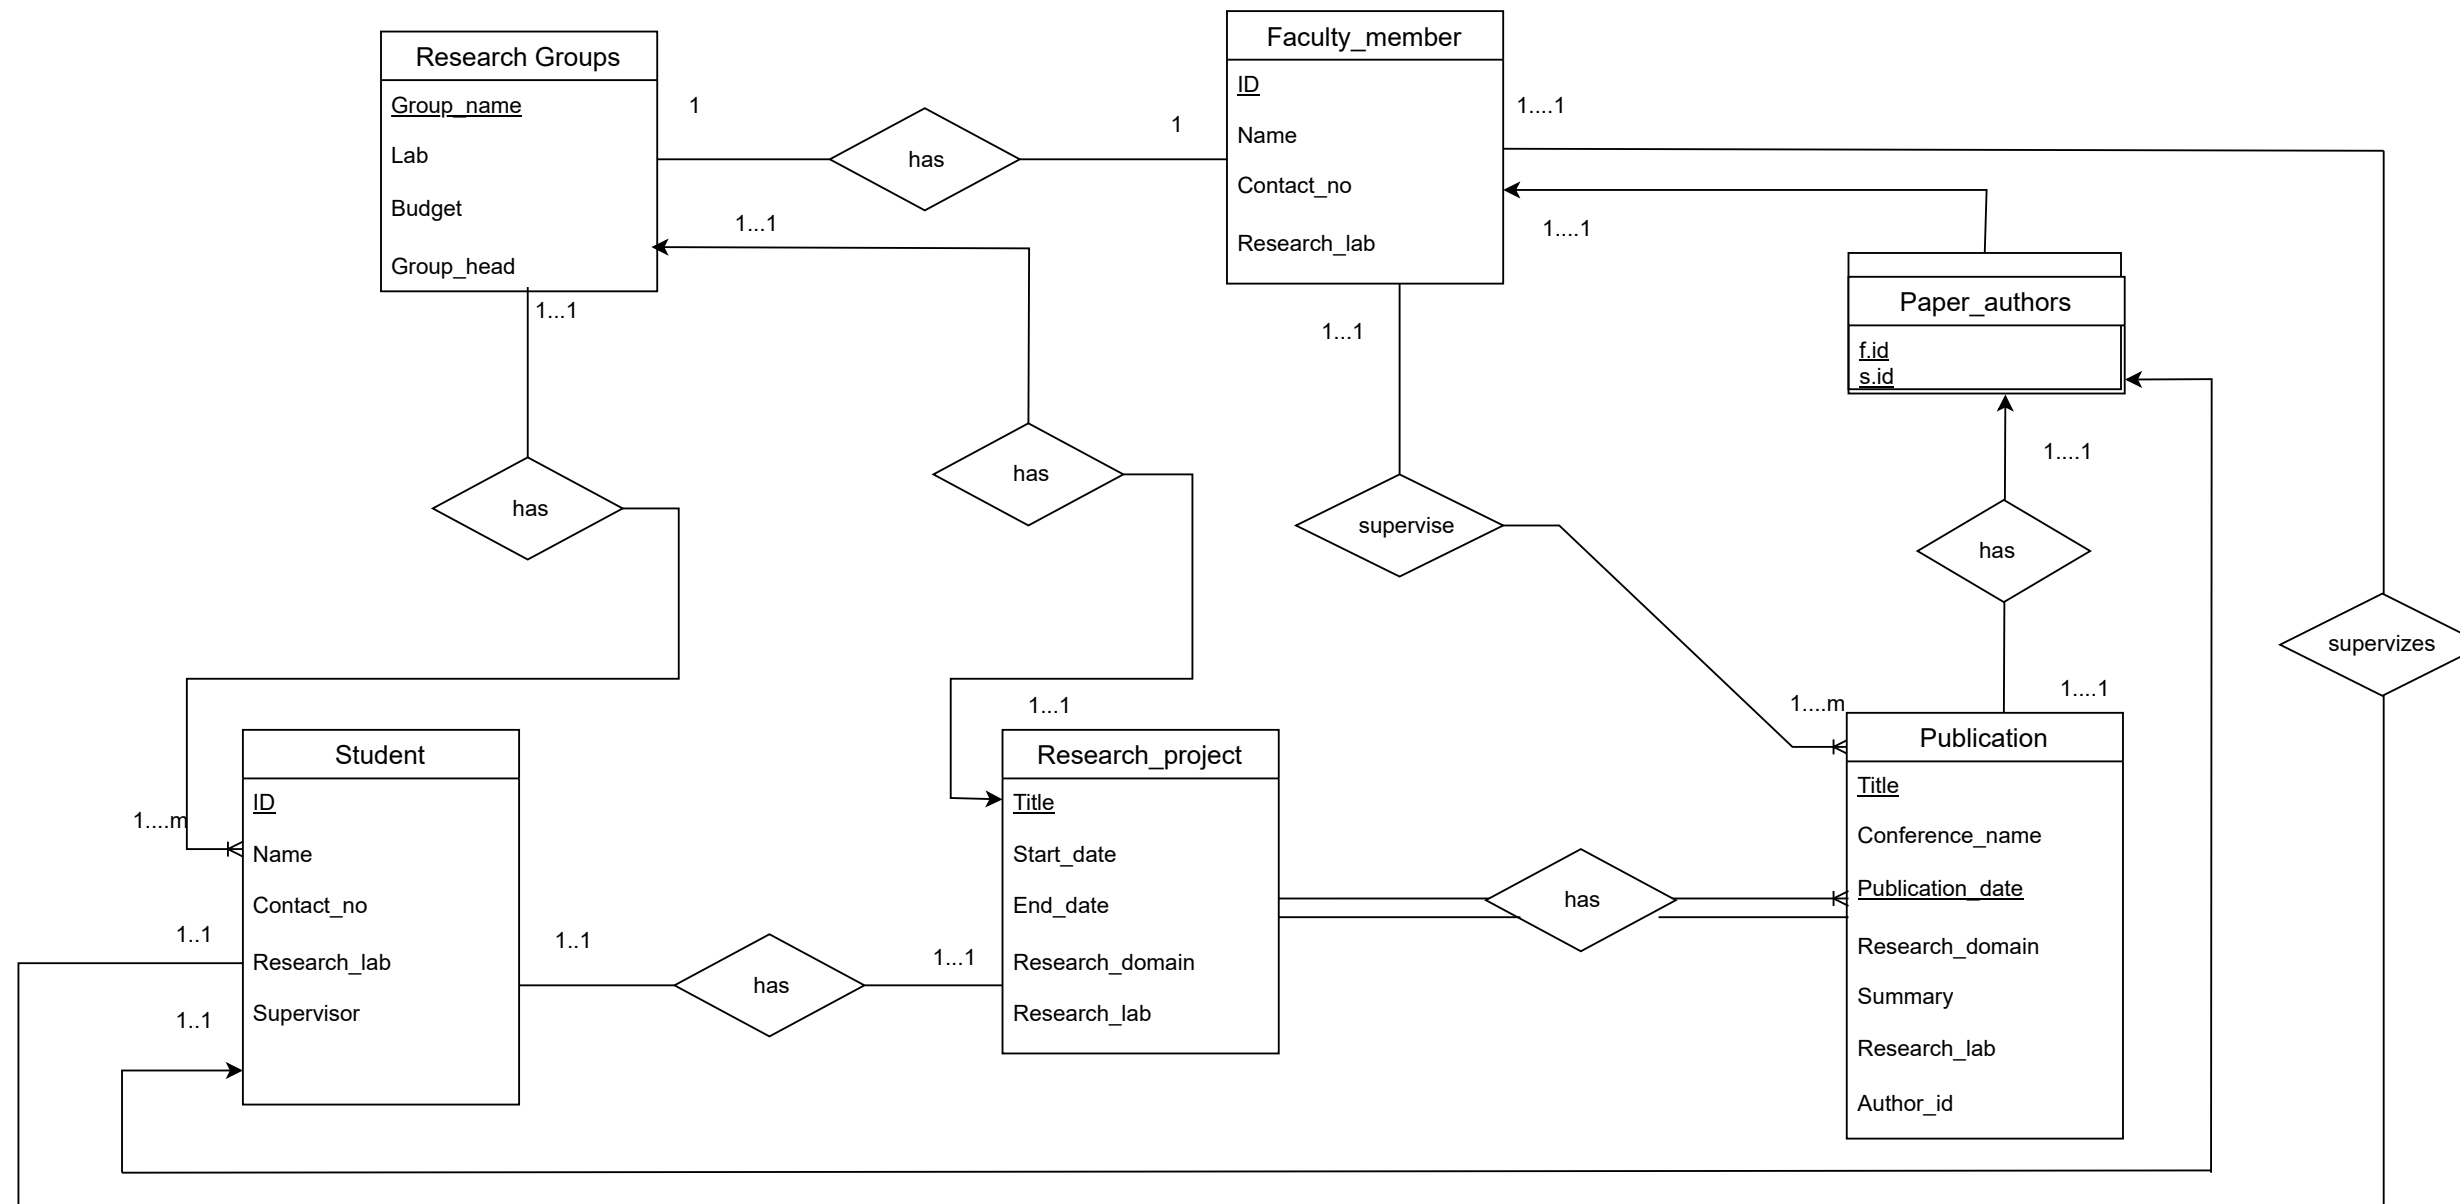 Research Groups
Group_name
Lab
Budget
Group_head
1
has
1
Faculty_member
ID
Name
Contact_no
Research_lab
1....1
1....1
1...1
1...1
has
has
1...1
supervise
Paper_authors
f.id
s.id
1....1
has
1....1
supervizes
1....m
1....m
Student
ID
Name
Contact_no
Research_lab
Supervisor
1..1
1..1
1..1
has
1...1
1...1
Research_project
Title
Start_date
End_date
Research_domain
Research_lab
has
Publication
Title
Conference_name
Publication_date
Research_domain
Summary
Research_lab
Author_id